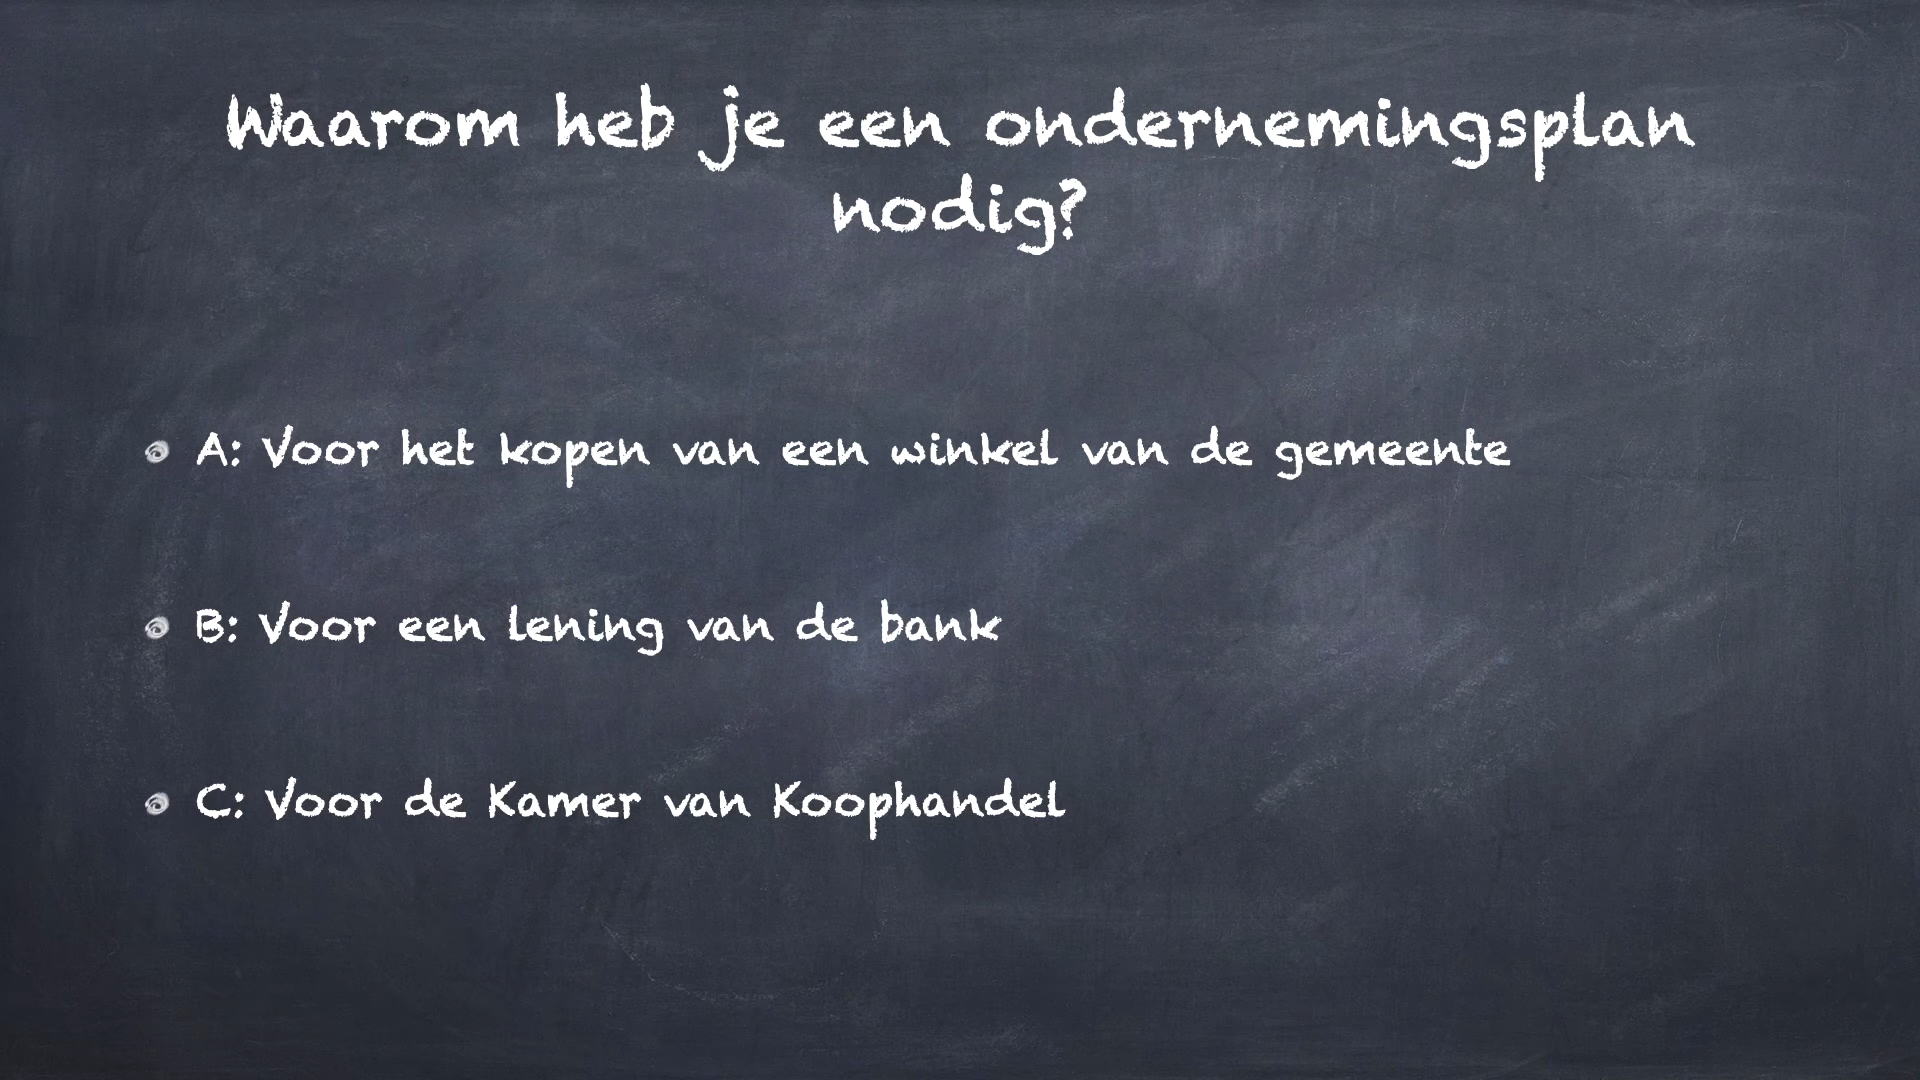 Waarom heb je een ondernemingsplan
nodig?
A: Voor het kopen van een winkel van de gemeente
B: Voor een lening van de bank
C: Voor de Kamer van Koophandel